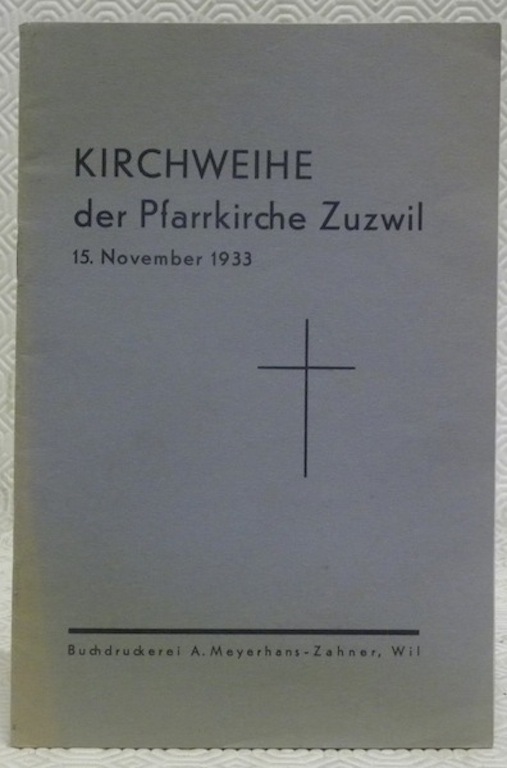 KIRCHWEIHE
der Pfarrkirche Zuzwil
15. November 1933
Buchdruckerei A. Meyerhans-Zahner, Wil